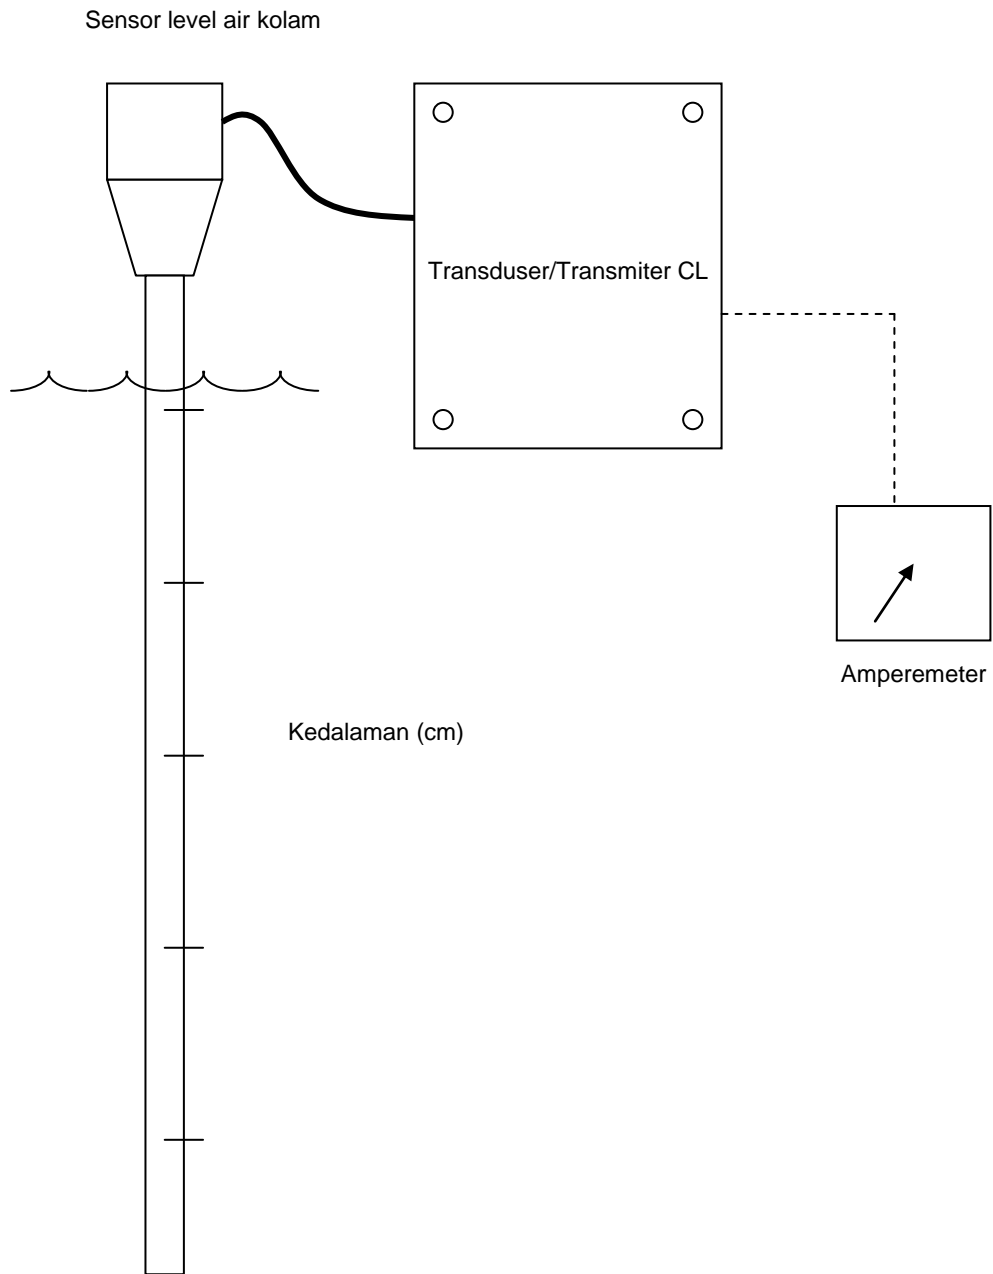 Sensor level air kolam
Transduser/Transmiter CL
Amperemeter
Kedalaman (cm)